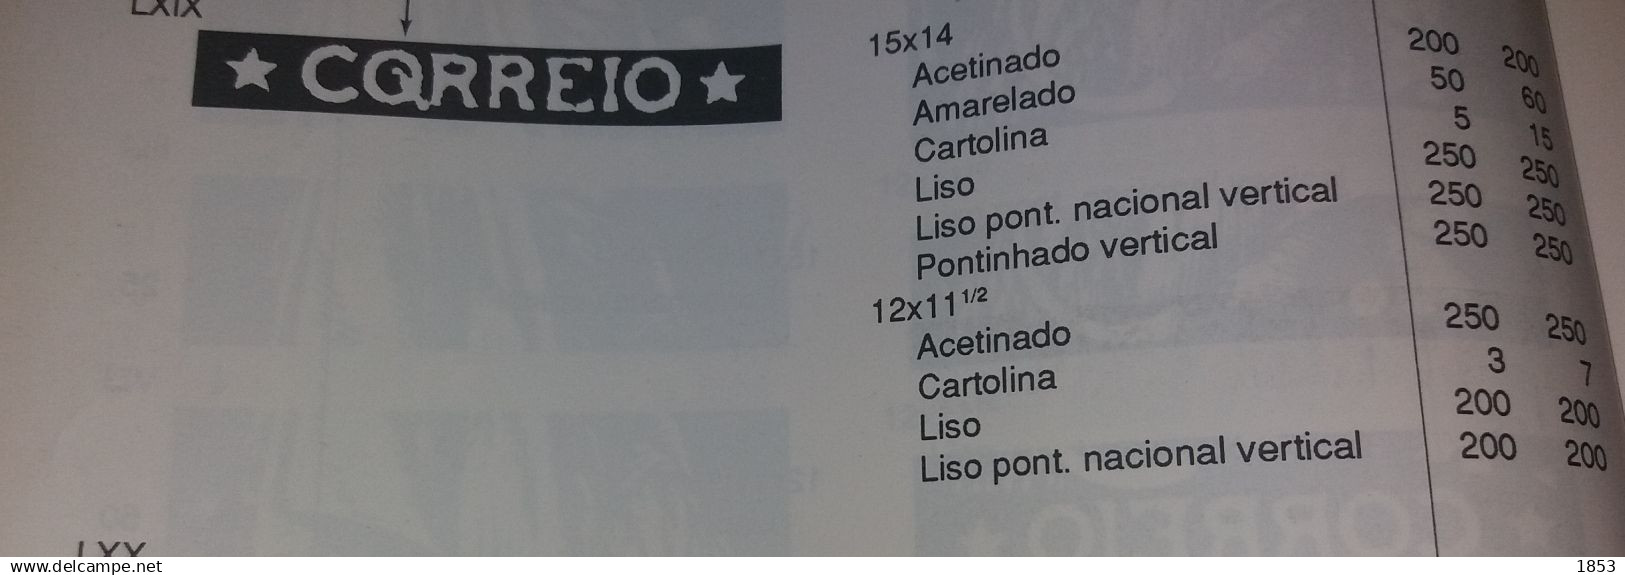 LXIX
★ CORREIO ★
15x14
Acetinado 200 200
Amarelado 50 60
Cartolina 5 15
Liso 250 250
Liso pont. nacional vertical 250 250
Pontinhado vertical 250 250
12x11 1/2
Acetinado 250 250
Cartolina 3 7
Liso 200 200
Liso pont. nacional vertical 200 200
LXX
www.delcampe.net
1853